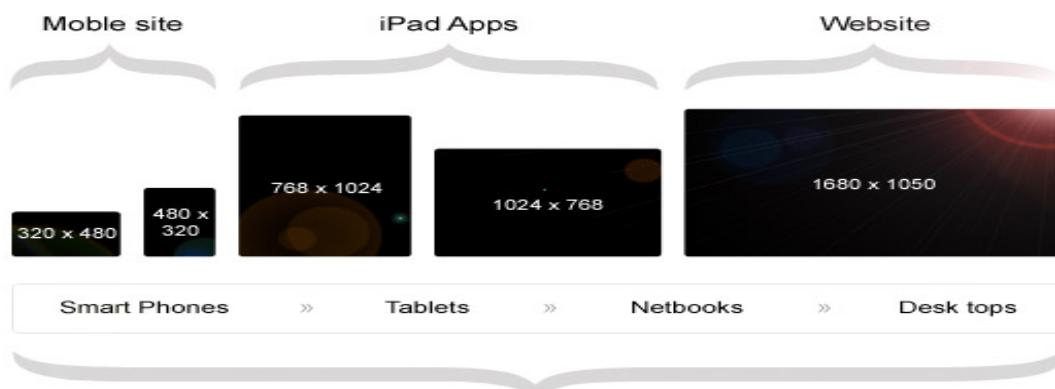 Moble site
iPad Apps
Website
320 x 480
480 x
320
768 x 1024
1024 x 768
1680 x 1050
Smart Phones » Tablets » Netbooks » Desk tops